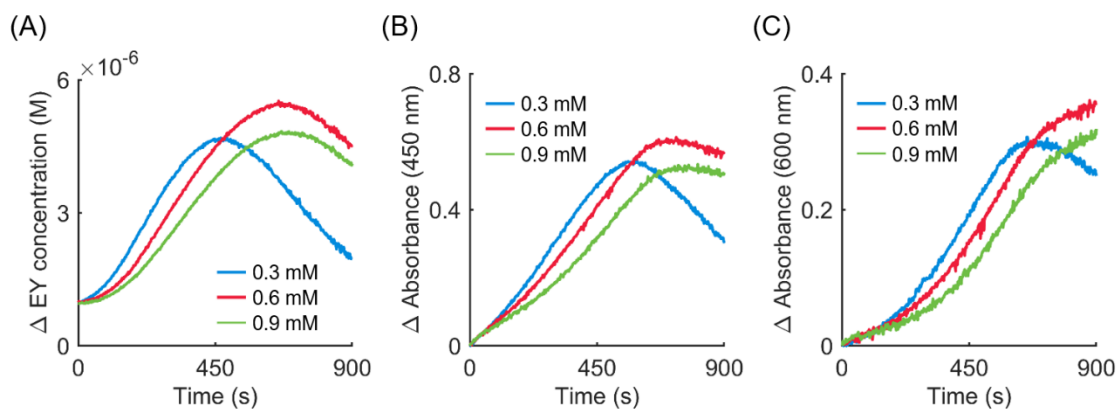 (A)
×10⁻⁶
6
3
0
Δ EY concentration (M)
0.3 mM
0.6 mM
0.9 mM
0 450 900
Time (s)
(B)
0.8
0.4
0
Δ Absorbance (450 nm)
0.3 mM
0.6 mM
0.9 mM
0 450 900
Time (s)
(C)
0.4
0.2
0
Δ Absorbance (600 nm)
0.3 mM
0.6 mM
0.9 mM
0 450 900
Time (s)